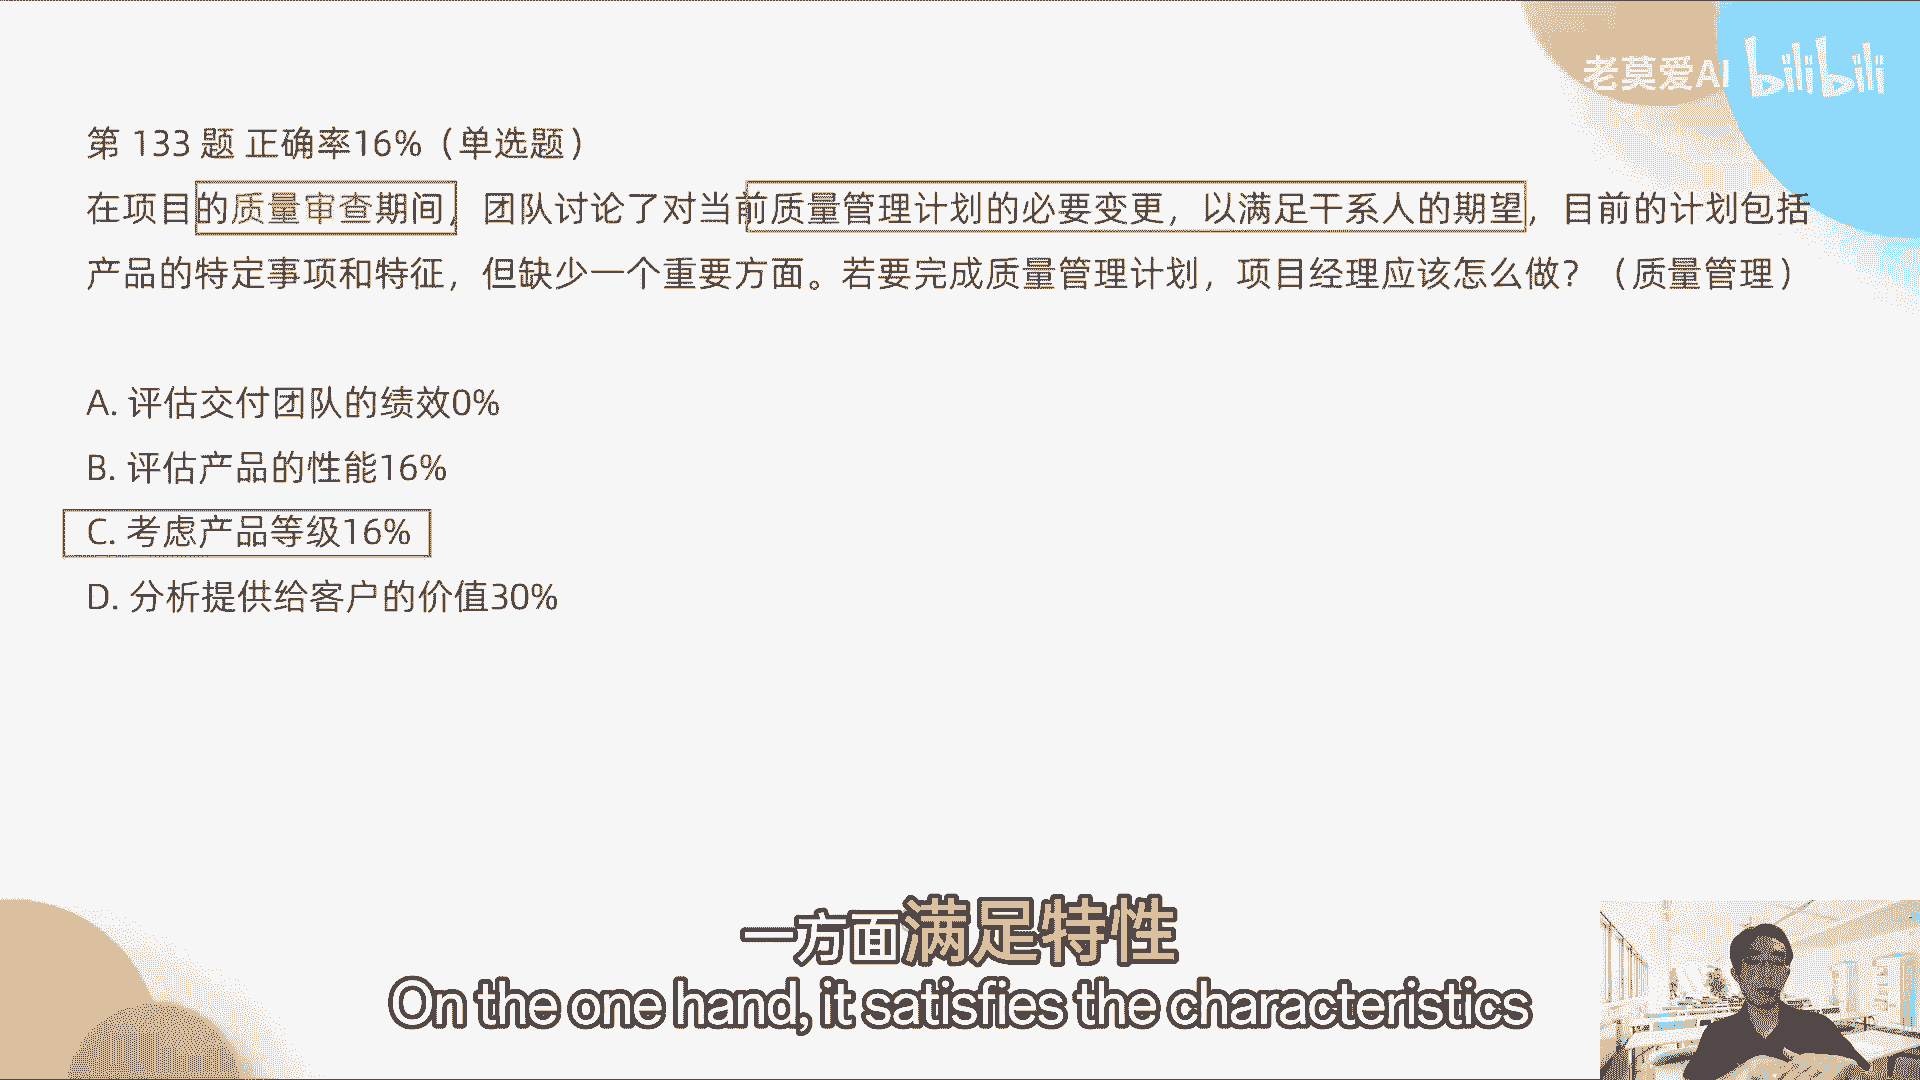 老莫爱AI bilibili
第 133 题 正确率16%（单选题）
在项目的质量审查期间，团队讨论了对当前质量管理计划的必要变更，以满足干系人的期望，目前的计划包括
产品的特定事项和特征，但缺少一个重要方面。若要完成质量管理计划，项目经理应该怎么做？（质量管理）
A. 评估交付团队的绩效0%
B. 评估产品的性能16%
C. 考虑产品等级16%
D. 分析提供给客户的价值30%
一方面满足特性
On the one hand, it satisfies the characteristics